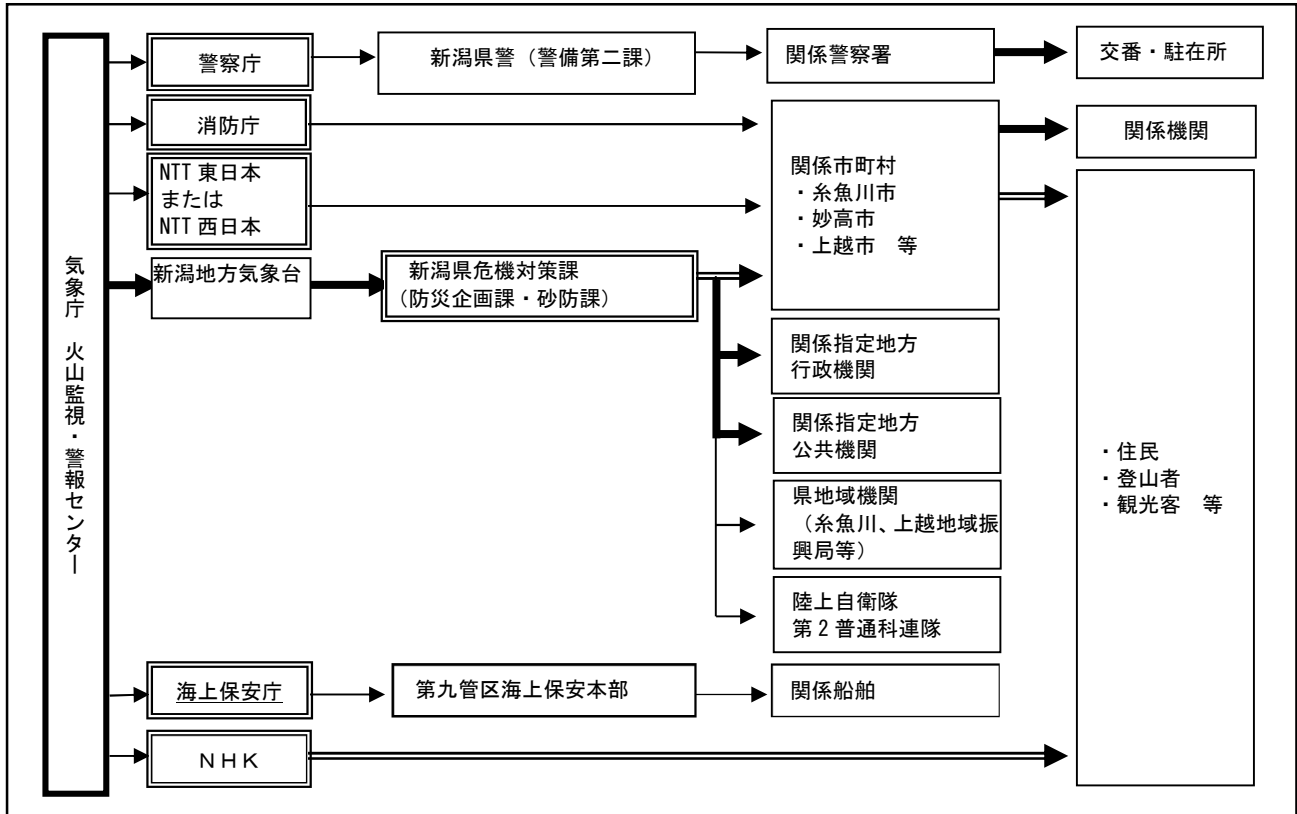 気象庁　火山監視・警報センター
警察庁
新潟県警（警備第二課）
関係警察署
交番・駐在所
消防庁
NTT 東日本
または
NTT 西日本
関係市町村
・糸魚川市
・妙高市
・上越市　等
関係機関
新潟地方気象台
新潟県危機対策課
（防災企画課・砂防課）
関係指定地方
行政機関
関係指定地方
公共機関
県地域機関
（糸魚川、上越地域振
興局等）
陸上自衛隊
第２普通科連隊
・住民
・登山者
・観光客　等
海上保安庁
第九管区海上保安本部
関係船舶
ＮＨＫ